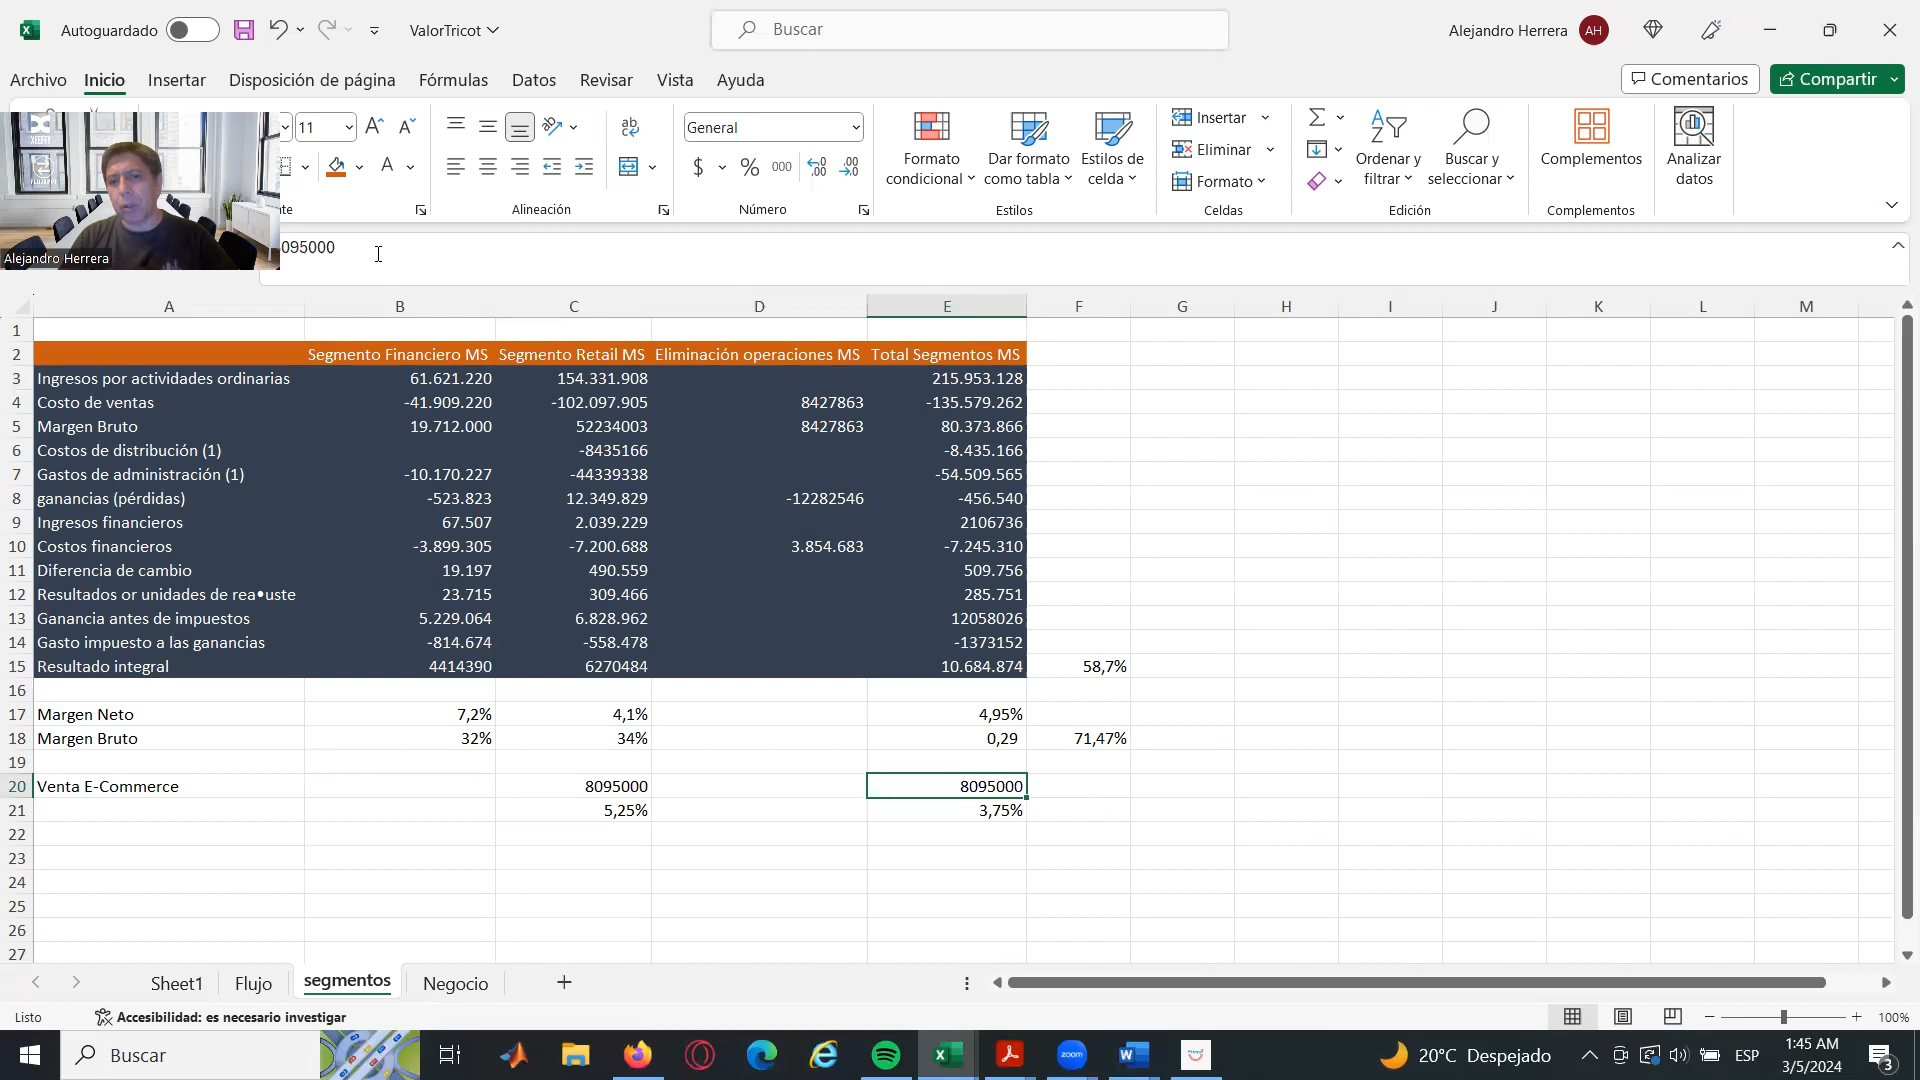 Autoguardado
ValorTricot
Buscar
Alejandro Herrera AH
Archivo Inicio Insertar Disposición de página Fórmulas Datos Revisar Vista Ayuda
Comentarios Compartir
11
General
Insertar
Eliminar
Formato
Formato condicional
Dar formato como tabla
Estilos de celda
Ordenar y filtrar
Buscar y seleccionar
Complementos
Analizar datos
$ % 000
Alineación Número Estilos Celdas Edición Complementos
095000
Alejandro Herrera
A B C D E F G H I J K L M
1
2 Segmento Financiero MS Segmento Retail MS Eliminación operaciones MS Total Segmentos MS
3 Ingresos por actividades ordinarias 61.621.220 154.331.908 215.953.128
4 Costo de ventas -41.909.220 -102.097.905 8427863 -135.579.262
5 Margen Bruto 19.712.000 52234003 8427863 80.373.866
6 Costos de distribución (1) -8435166 -8.435.166
7 Gastos de administración (1) -10.170.227 -44339338 -54.509.565
8 ganancias (pérdidas) -523.823 12.349.829 -12282546 -456.540
9 Ingresos financieros 67.507 2.039.229 2106736
10 Costos financieros -3.899.305 -7.200.688 3.854.683 -7.245.310
11 Diferencia de cambio 19.197 490.559 509.756
12 Resultados or unidades de rea•uste 23.715 309.466 285.751
13 Ganancia antes de impuestos 5.229.064 6.828.962 12058026
14 Gasto impuesto a las ganancias -814.674 -558.478 -1373152
15 Resultado integral 4414390 6270484 10.684.874 58,7%
16
17 Margen Neto 7,2% 4,1% 4,95%
18 Margen Bruto 32% 34% 0,29 71,47%
19
20 Venta E-Commerce 8095000 8095000
21 5,25% 3,75%
22
23
24
25
26
27
Sheet1 Flujo segmentos Negocio
Listo Accesibilidad: es necesario investigar 100%
Buscar
zoom
20°C Despejado ESP
1:45 AM
3/5/2024
3